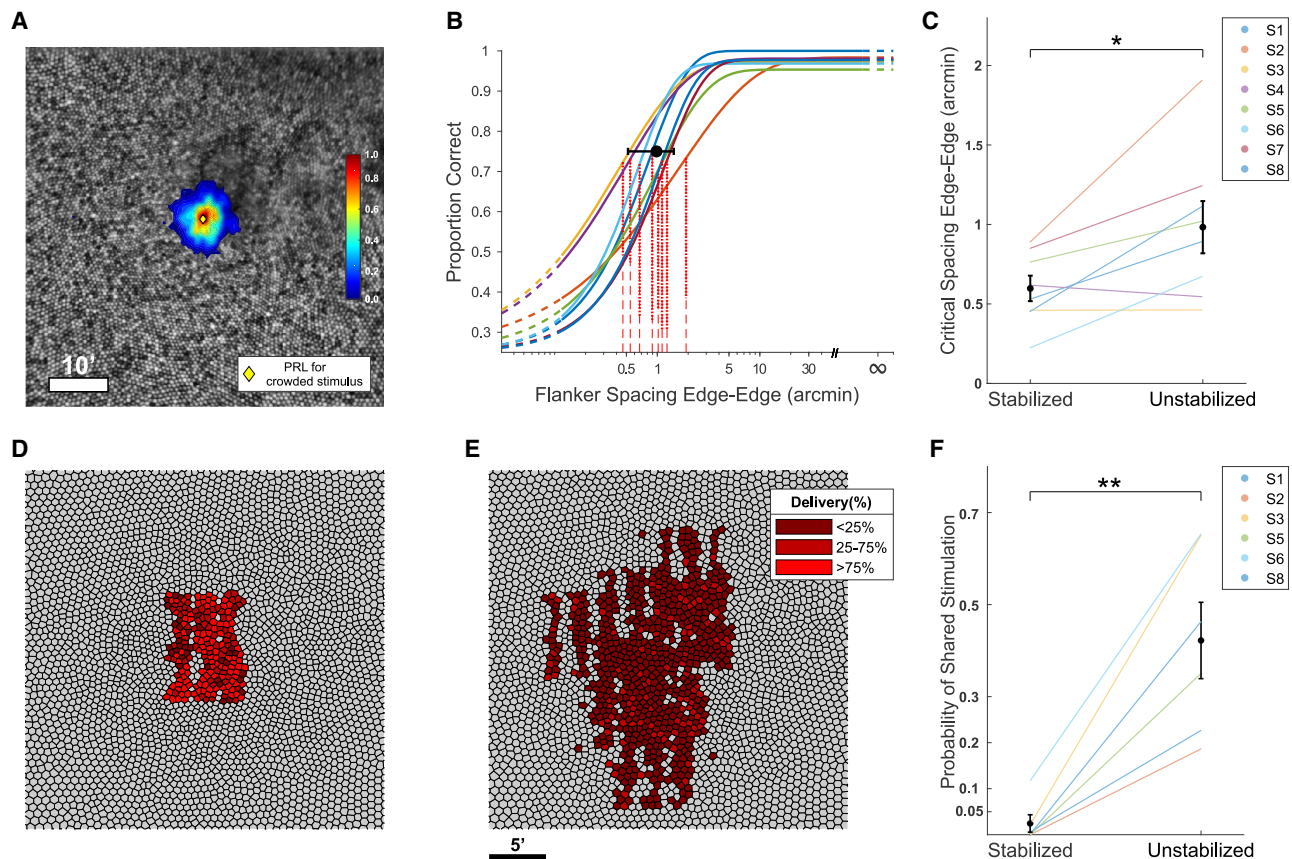 A
1.0
0.8
0.6
0.4
0.2
0.0
10'
PRL for
crowded stimulus
B
Proportion Correct
1
0.9
0.8
0.7
0.6
0.5
0.4
0.3
0.5 1 5 10 30 ∞
Flanker Spacing Edge-Edge (arcmin)
C
Critical Spacing Edge-Edge (arcmin)
2
1.5
1
0.5
0
*
Stabilized Unstabilized
S1
S2
S3
S4
S5
S6
S7
S8
D
E
Delivery(%)
<25%
25-75%
>75%
5'
F
Probability of Shared Stimulation
0.7
0.5
0.3
0.2
0.1
0.05
**
Stabilized Unstabilized
S1
S2
S3
S5
S6
S8